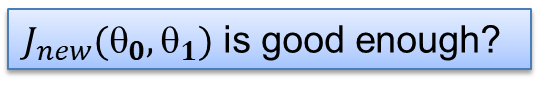 J_new(θ₀, θ₁) is good enough?